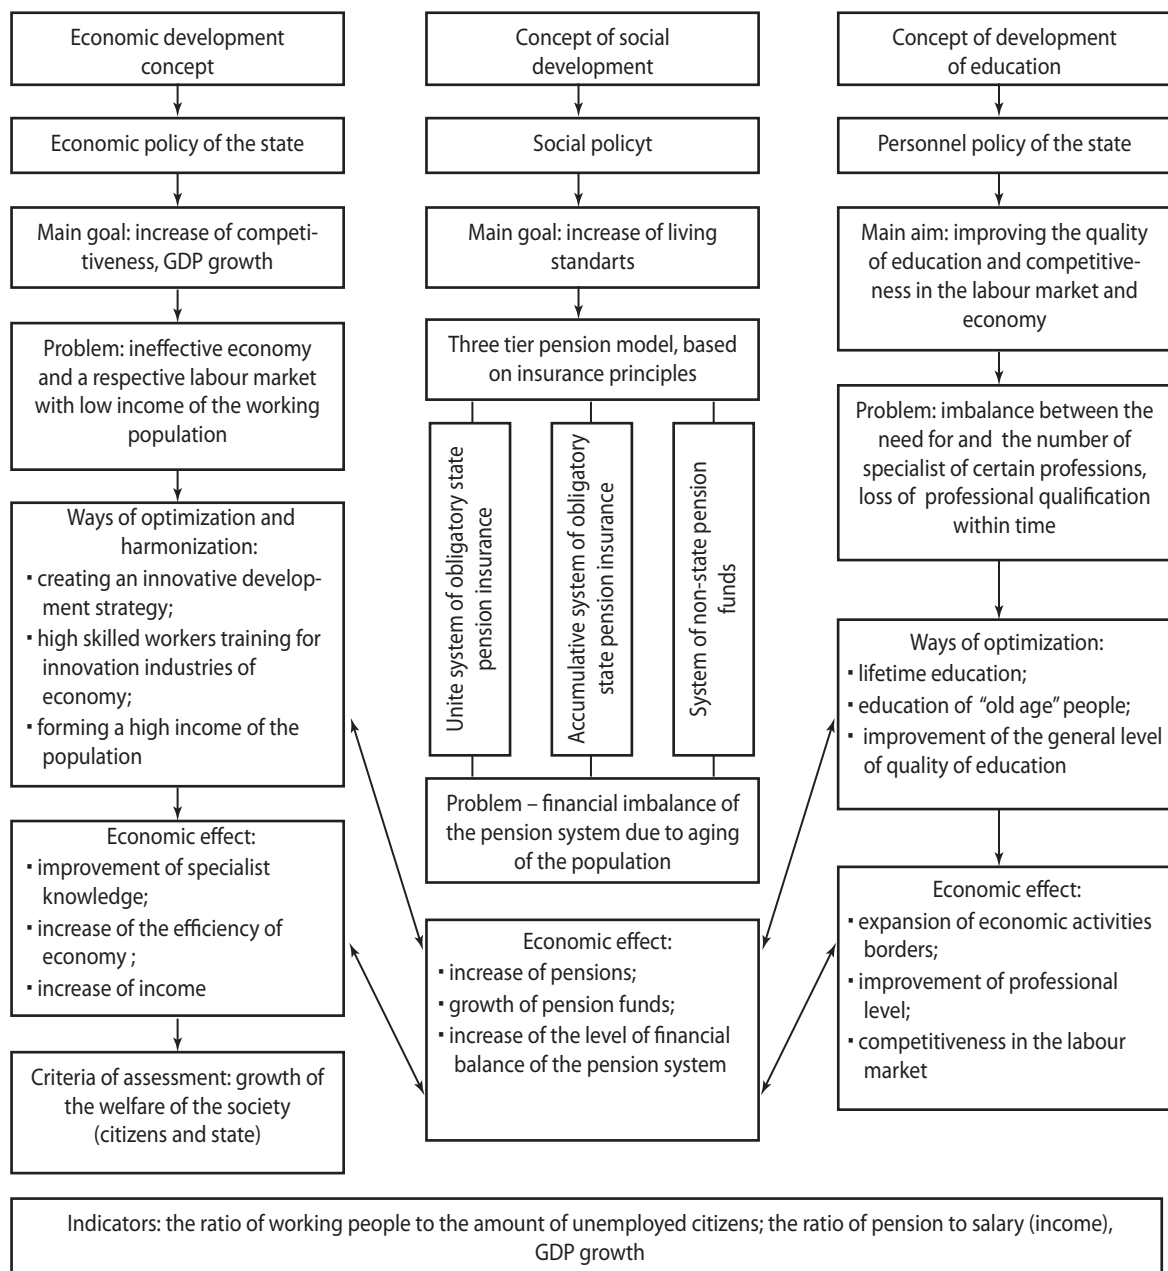 Economic development
concept
Economic policy of the state
Main goal: increase of competi-
tiveness, GDP growth
Problem: ineffective economy
and a respective labour market
with low income of the working
population
Ways of optimization and
harmonization:
▪ creating an innovative develop-
ment strategy;
▪ high skilled workers training for
innovation industries of
economy;
▪ forming a high income of the
population
Economic effect:
▪ improvement of specialist
knowledge;
▪ increase of the efficiency of
economy ;
▪ increase of income
Criteria of assessment: growth of
the welfare of the society
(citizens and state)
Concept of social
development
Social policyt
Main goal: increase of living
standarts
Three tier pension model, based
on insurance principles
Unite system of obligatory state
pension insurance
Accumulative system of obligatory
state pension insurance
System of non-state pension
funds
Problem – financial imbalance of
the pension system due to aging
of the population
Economic effect:
▪ increase of pensions;
▪ growth of pension funds;
▪ increase of the level of financial
balance of the pension system
Concept of development
of education
Personnel policy of the state
Main aim: improving the quality
of education and competitive-
ness in the labour market and
economy
Problem: imbalance between the
need for and the number of
specialist of certain professions,
loss of professional qualification
within time
Ways of optimization:
▪ lifetime education;
▪ education of “old age” people;
▪ improvement of the general level
of quality of education
Economic effect:
▪ expansion of economic activities
borders;
▪ improvement of professional
level;
▪ competitiveness in the labour
market
Indicators: the ratio of working people to the amount of unemployed citizens; the ratio of pension to salary (income),
GDP growth